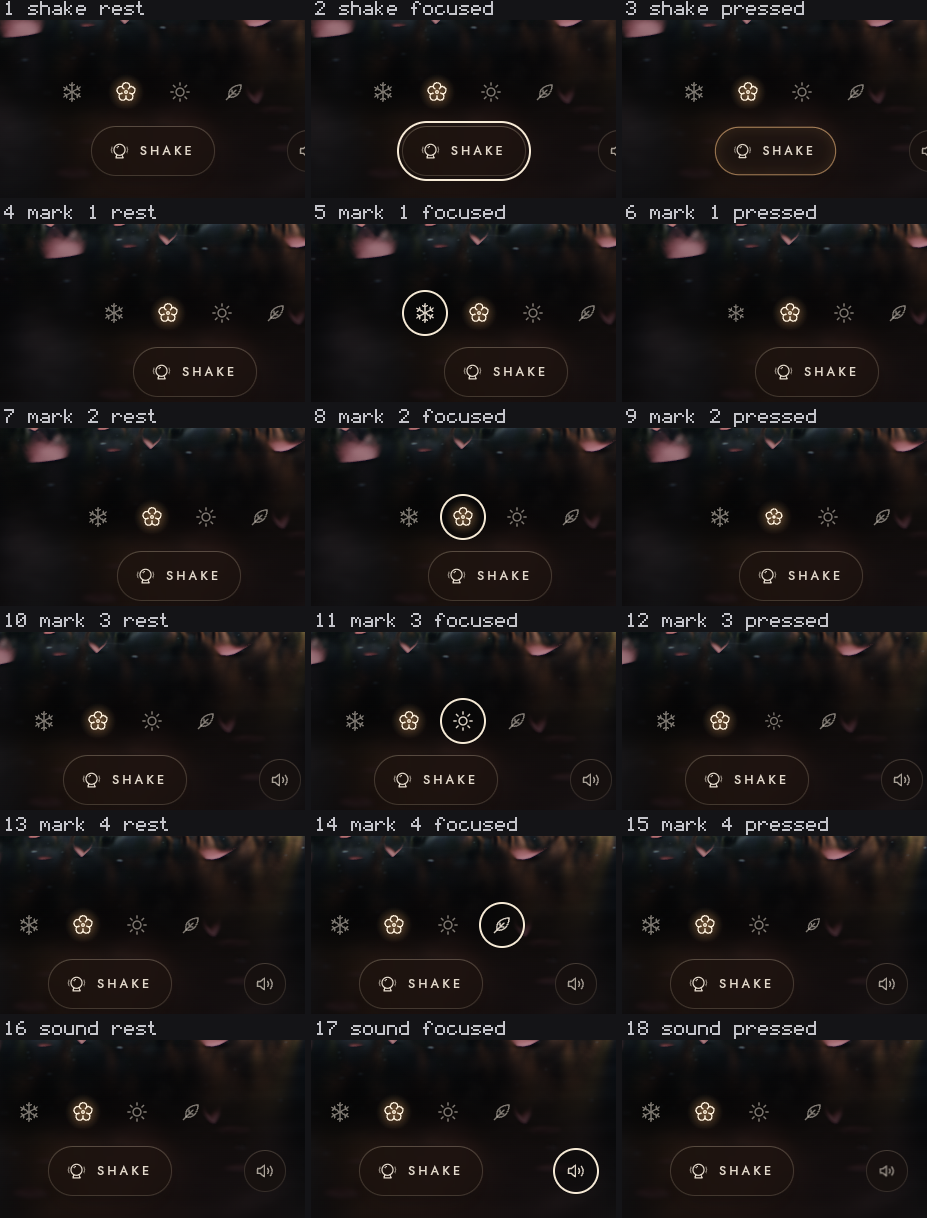 1 shake rest
2 shake focused
3 shake pressed
SHAKE
SHAKE
SHAKE
4 mark 1 rest
5 mark 1 focused
6 mark 1 pressed
SHAKE
SHAKE
SHAKE
7 mark 2 rest
8 mark 2 focused
9 mark 2 pressed
SHAKE
SHAKE
SHAKE
10 mark 3 rest
11 mark 3 focused
12 mark 3 pressed
SHAKE
SHAKE
SHAKE
13 mark 4 rest
14 mark 4 focused
15 mark 4 pressed
SHAKE
SHAKE
SHAKE
16 sound rest
17 sound focused
18 sound pressed
SHAKE
SHAKE
SHAKE